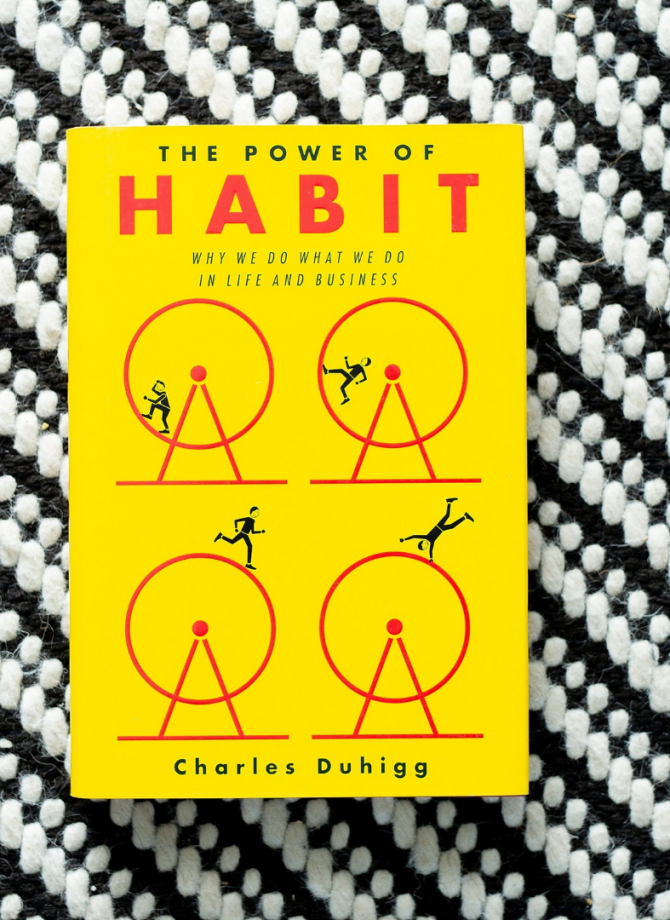 THE POWER OF
HABIT
WHY WE DO WHAT WE DO
IN LIFE AND BUSINESS
Charles Duhigg